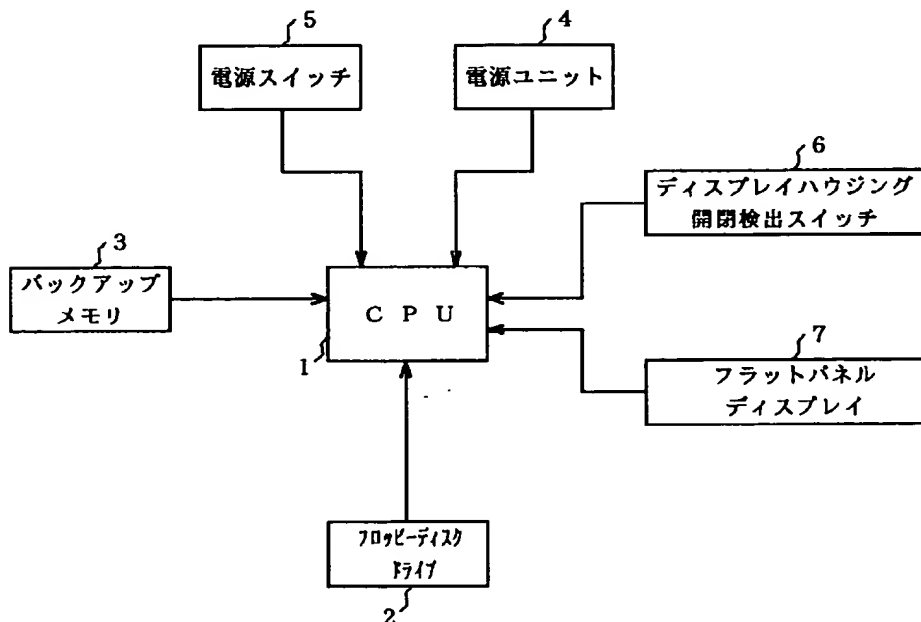 5
電源スイッチ
4
電源ユニット
6
ディスプレイハウジング
開閉検出スイッチ
3
バックアップ
メモリ
C P U
1
7
フラットパネル
ディスプレイ
フロッピーディスク
ドライブ
2